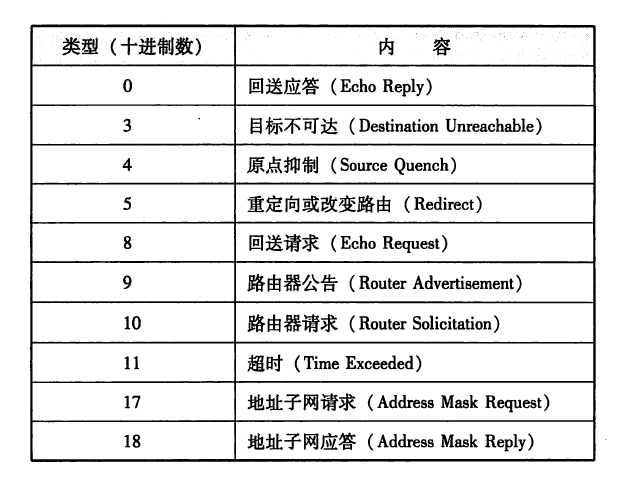 类型（十进制数） 内 容
0 回送应答（Echo Reply）
3 目标不可达（Destination Unreachable）
4 原点抑制（Source Quench）
5 重定向或改变路由（Redirect）
8 回送请求（Echo Request）
9 路由器公告（Router Advertisement）
10 路由器请求（Router Solicitation）
11 超时（Time Exceeded）
17 地址子网请求（Address Mask Request）
18 地址子网应答（Address Mask Reply）